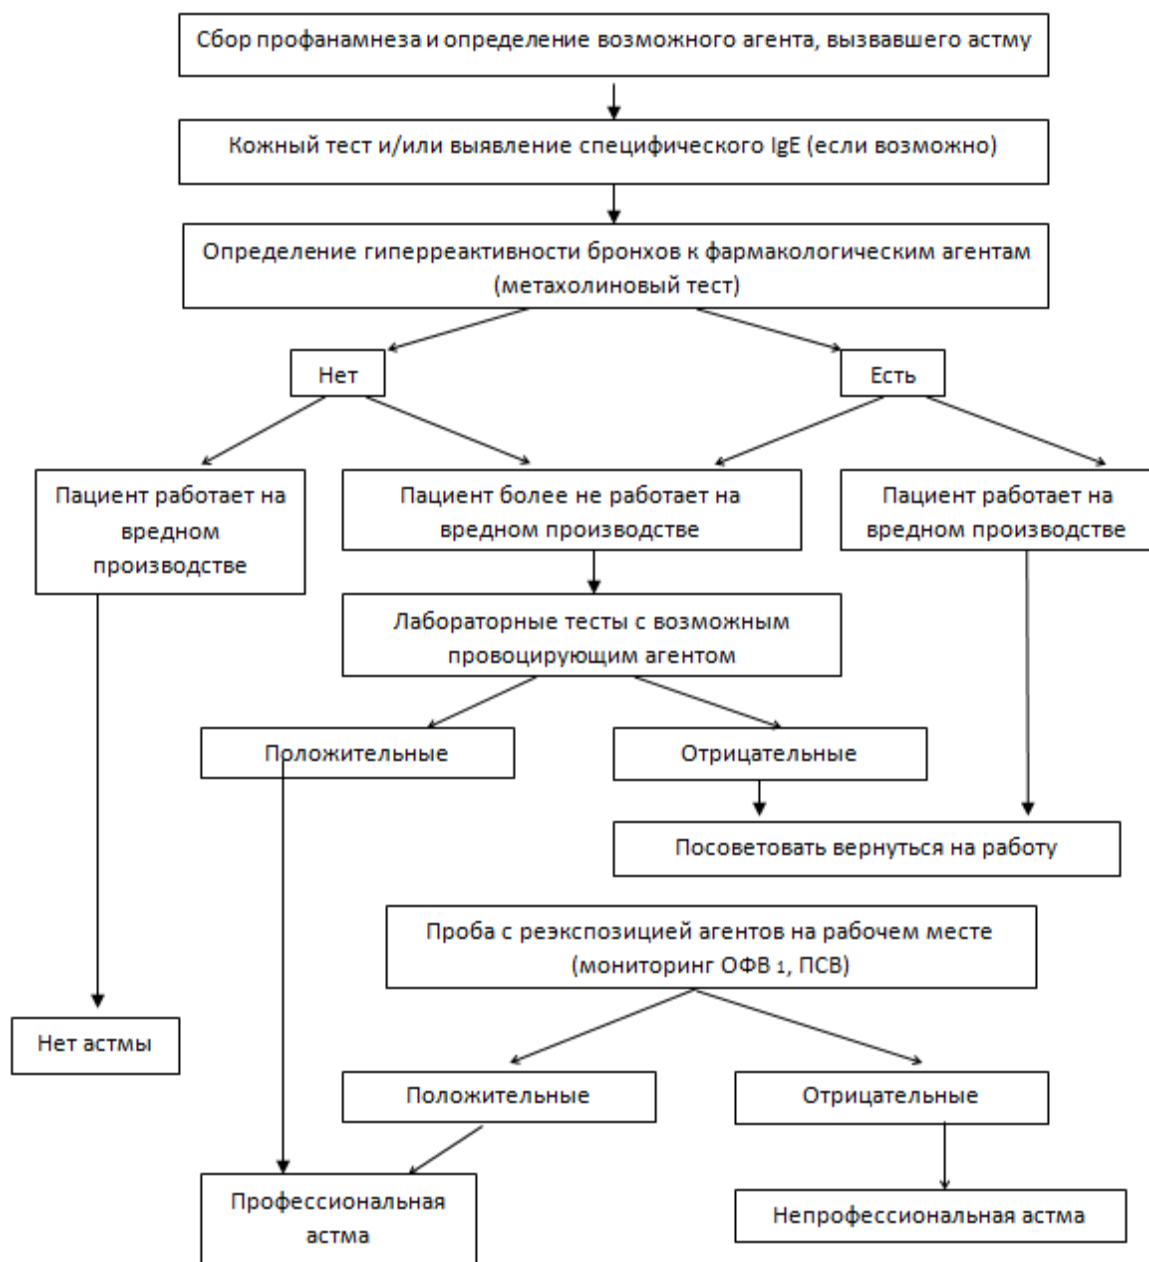 Сбор профанамнеза и определение возможного агента, вызвавшего астму
Кожный тест и/или выявление специфического IgE (если возможно)
Определение гиперреактивности бронхов к фармакологическим агентам
(метахолиновый тест)
Нет
Есть
Пациент работает на
вредном
производстве
Пациент более не работает на
вредном производстве
Пациент работает на
вредном производстве
Лабораторные тесты с возможным
провоцирующим агентом
Положительные
Отрицательные
Посоветовать вернуться на работу
Проба с реэкспозицией агентов на рабочем месте
(мониторинг ОФВ 1, ПСВ)
Нет астмы
Положительные
Отрицательные
Профессиональная
астма
Непрофессиональная астма